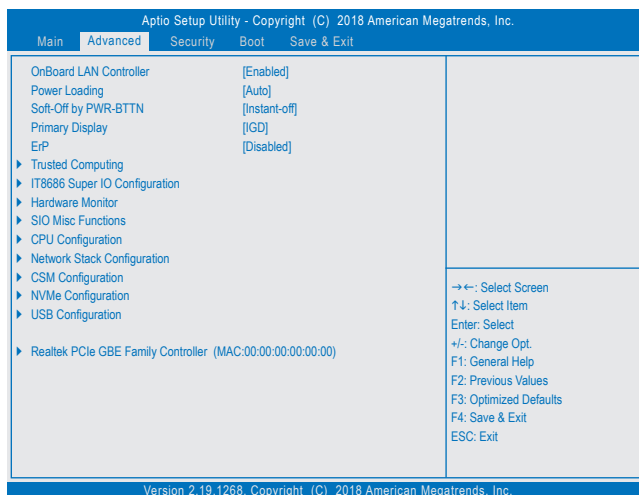 Aptio Setup Utility - Copyright (C) 2018 American Megatrends, Inc.
Main Advanced Security Boot Save & Exit
OnBoard LAN Controller [Enabled]
Power Loading [Auto]
Soft-Off by PWR-BTTN [Instant-off]
Primary Display [IGD]
ErP [Disabled]
Trusted Computing
IT8686 Super IO Configuration
Hardware Monitor
SIO Misc Functions
CPU Configuration
Network Stack Configuration
CSM Configuration
NVMe Configuration
USB Configuration
Realtek PCIe GBE Family Controller (MAC:00:00:00:00:00:00)
→←: Select Screen
↑↓: Select Item
Enter: Select
+/-: Change Opt.
F1: General Help
F2: Previous Values
F3: Optimized Defaults
F4: Save & Exit
ESC: Exit
Version 2.19.1268. Copyright (C) 2018 American Megatrends, Inc.